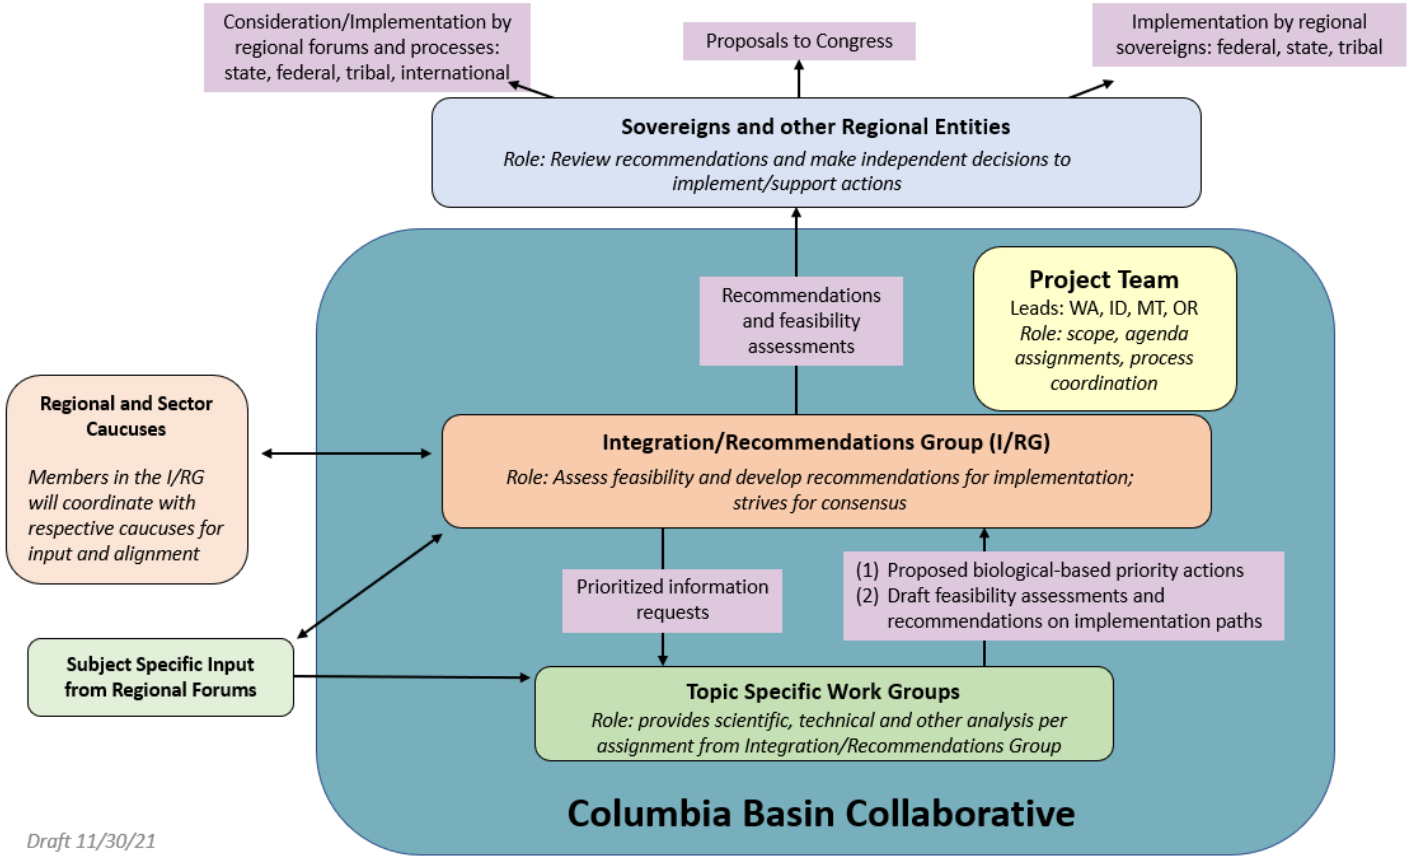 Consideration/Implementation by
regional forums and processes:
state, federal, tribal, international
Proposals to Congress
Implementation by regional
sovereigns: federal, state, tribal
Sovereigns and other Regional Entities
Role: Review recommendations and make independent decisions to
implement/support actions
Recommendations
and feasibility
assessments
Project Team
Leads: WA, ID, MT, OR
Role: scope, agenda
assignments, process
coordination
Regional and Sector
Caucuses
Members in the I/RG
will coordinate with
respective caucuses for
input and alignment
Integration/Recommendations Group (I/RG)
Role: Assess feasibility and develop recommendations for implementation;
strives for consensus
Prioritized information
requests
(1) Proposed biological-based priority actions
(2) Draft feasibility assessments and
recommendations on implementation paths
Subject Specific Input
from Regional Forums
Topic Specific Work Groups
Role: provides scientific, technical and other analysis per
assignment from Integration/Recommendations Group
Columbia Basin Collaborative
Draft 11/30/21